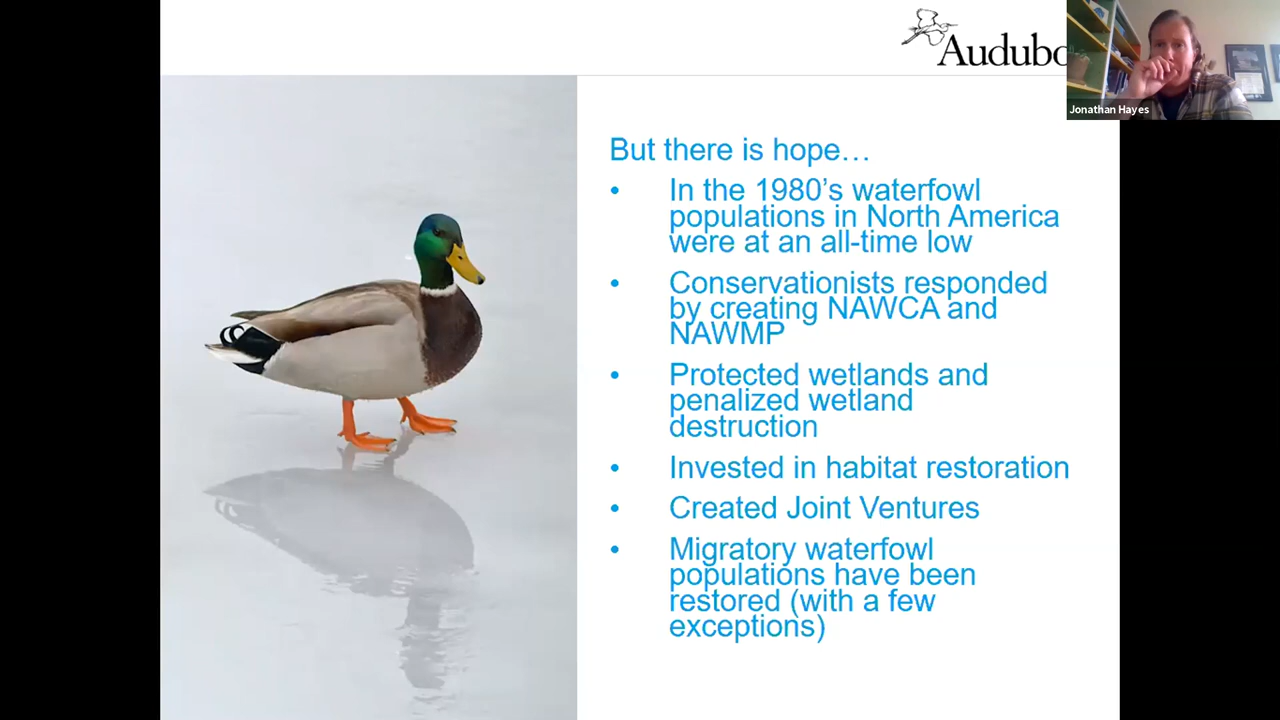 Audubo
Jonathan Hayes
But there is hope…
• In the 1980’s waterfowl
populations in North America
were at an all-time low
• Conservationists responded
by creating NAWCA and
NAWMP
• Protected wetlands and
penalized wetland
destruction
• Invested in habitat restoration
• Created Joint Ventures
• Migratory waterfowl
populations have been
restored (with a few
exceptions)